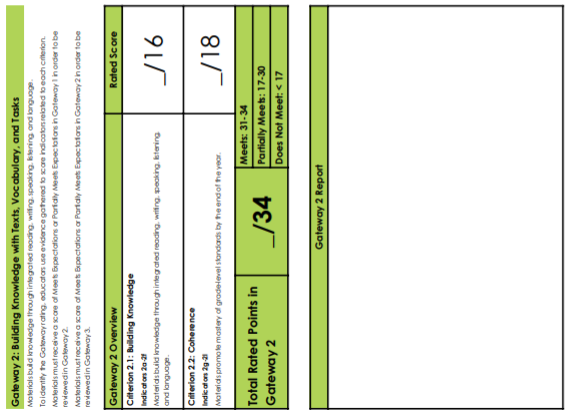 Gateway 2: Building Knowledge with Texts, Vocabulary, and Tasks
Materials build knowledge through integrated reading, writing, speaking, listening, and language.
To identify the Gateway rating, educators use evidence gathered to score indicators related to each criterion.
Materials must receive a score of Meets Expectations or Partially Meets Expectations in Gateway 1 in order to be
reviewed in Gateway 2.
Materials must receive a score of Meets Expectations or Partially Meets Expectations in Gateway 2 in order to be
reviewed in Gateway 3.
Gateway 2 Overview
Rated Score
Criterion 2.1: Building Knowledge
Indicators 2a-2f
Materials build knowledge through integrated reading, writing, speaking, listening,
and language.
_/16
Criterion 2.2: Coherence
Indicators 2g-2i
Materials promote mastery of grade-level standards by the end of the year.
_/18
Total Rated Points in
Gateway 2
_/34
Meets: 31-34
Partially Meets: 17-30
Does Not Meet: < 17
Gateway 2 Report